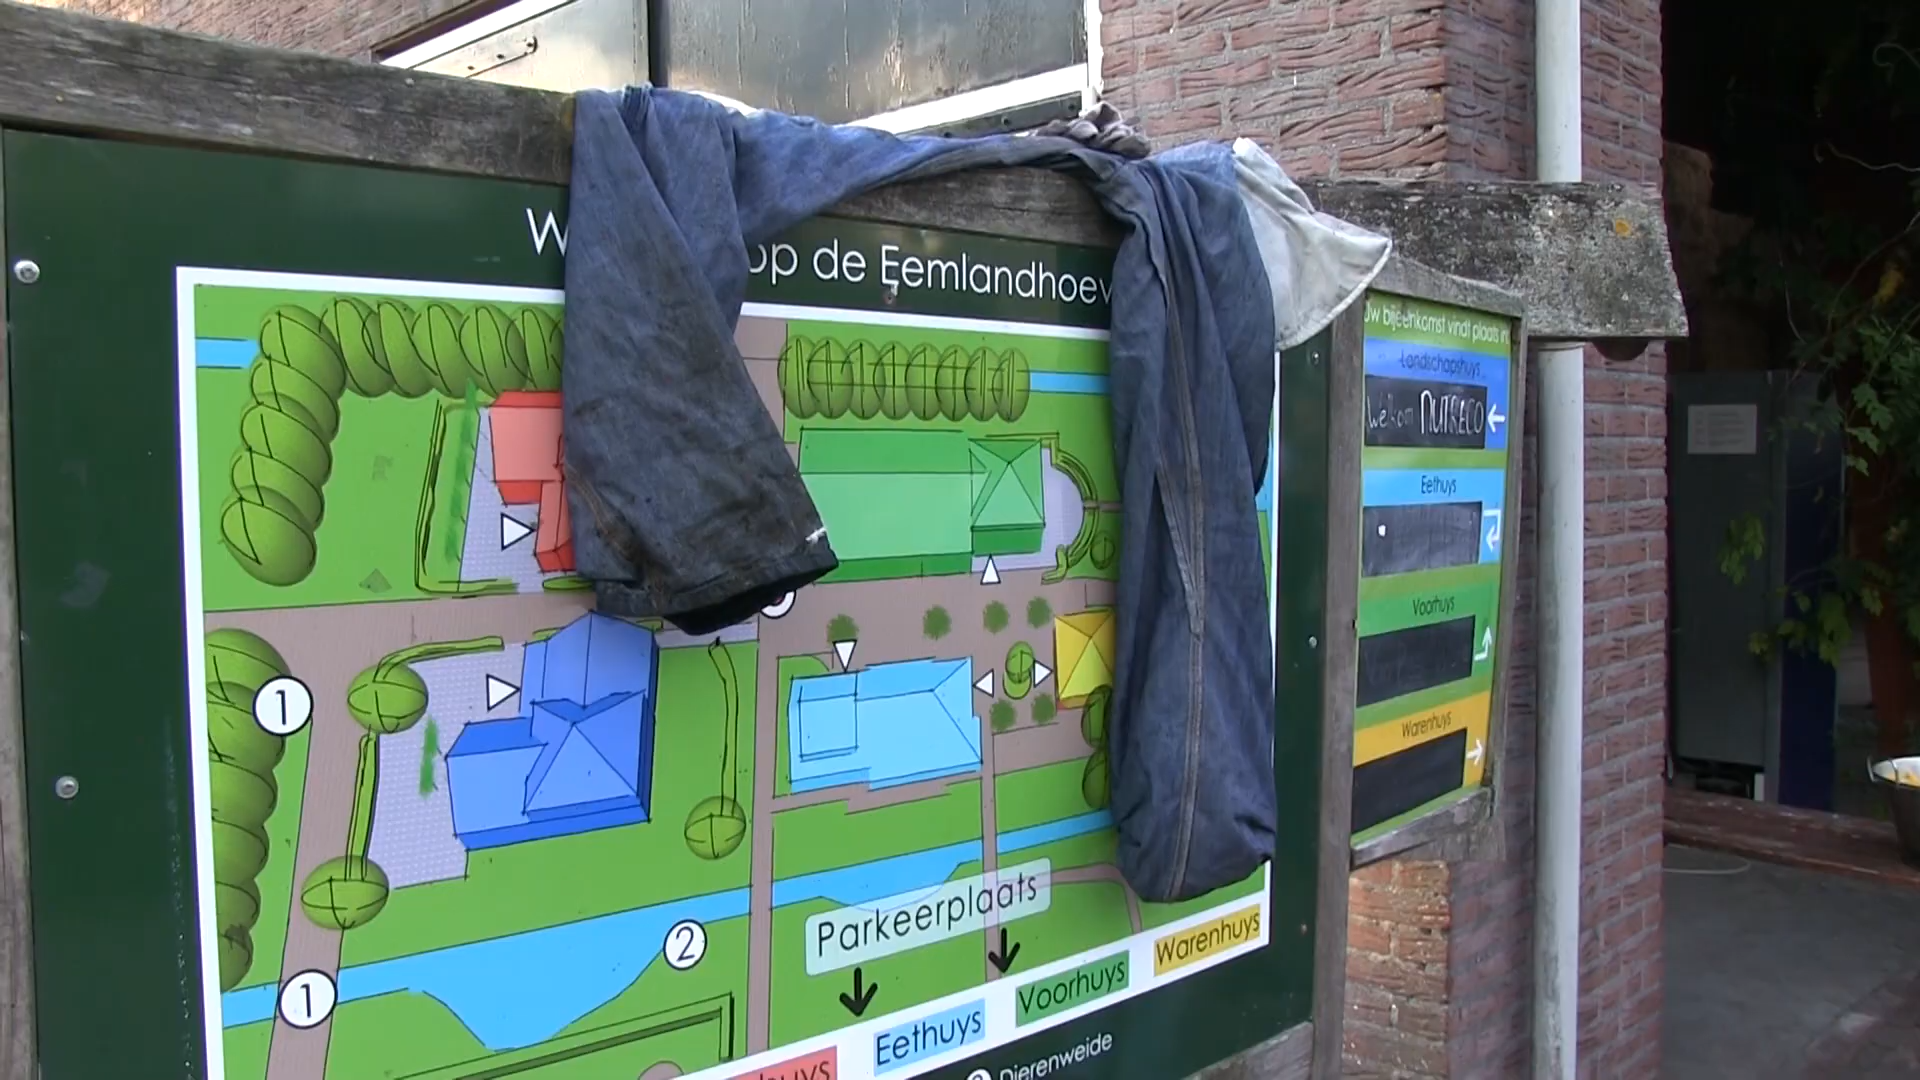 op de Eemlandhoev
1
1
2
Parkeerplaats
Eethuys
Voorhuys
Warenhuys
Dierenweide
Uw bijeenkomst vindt plaats in:
Landschapshuys
Welkom NUTRECO
Eethuys
Voorhuys
Warenhuys